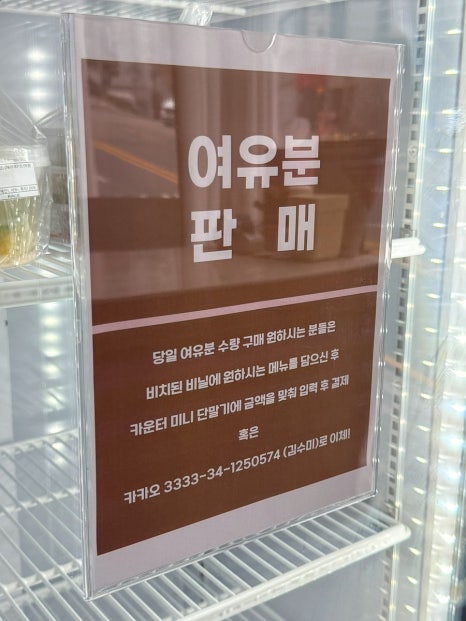 여유분
판 매
당일 여유분 수량 구매 원하시는 분들은
비치된 비닐에 원하시는 메뉴를 담으신 후
카운터 미니 단말기에 금액을 맞춰 입력 후 결제
혹은
카카오 3333-34-1250574 (김수미)로 이체!